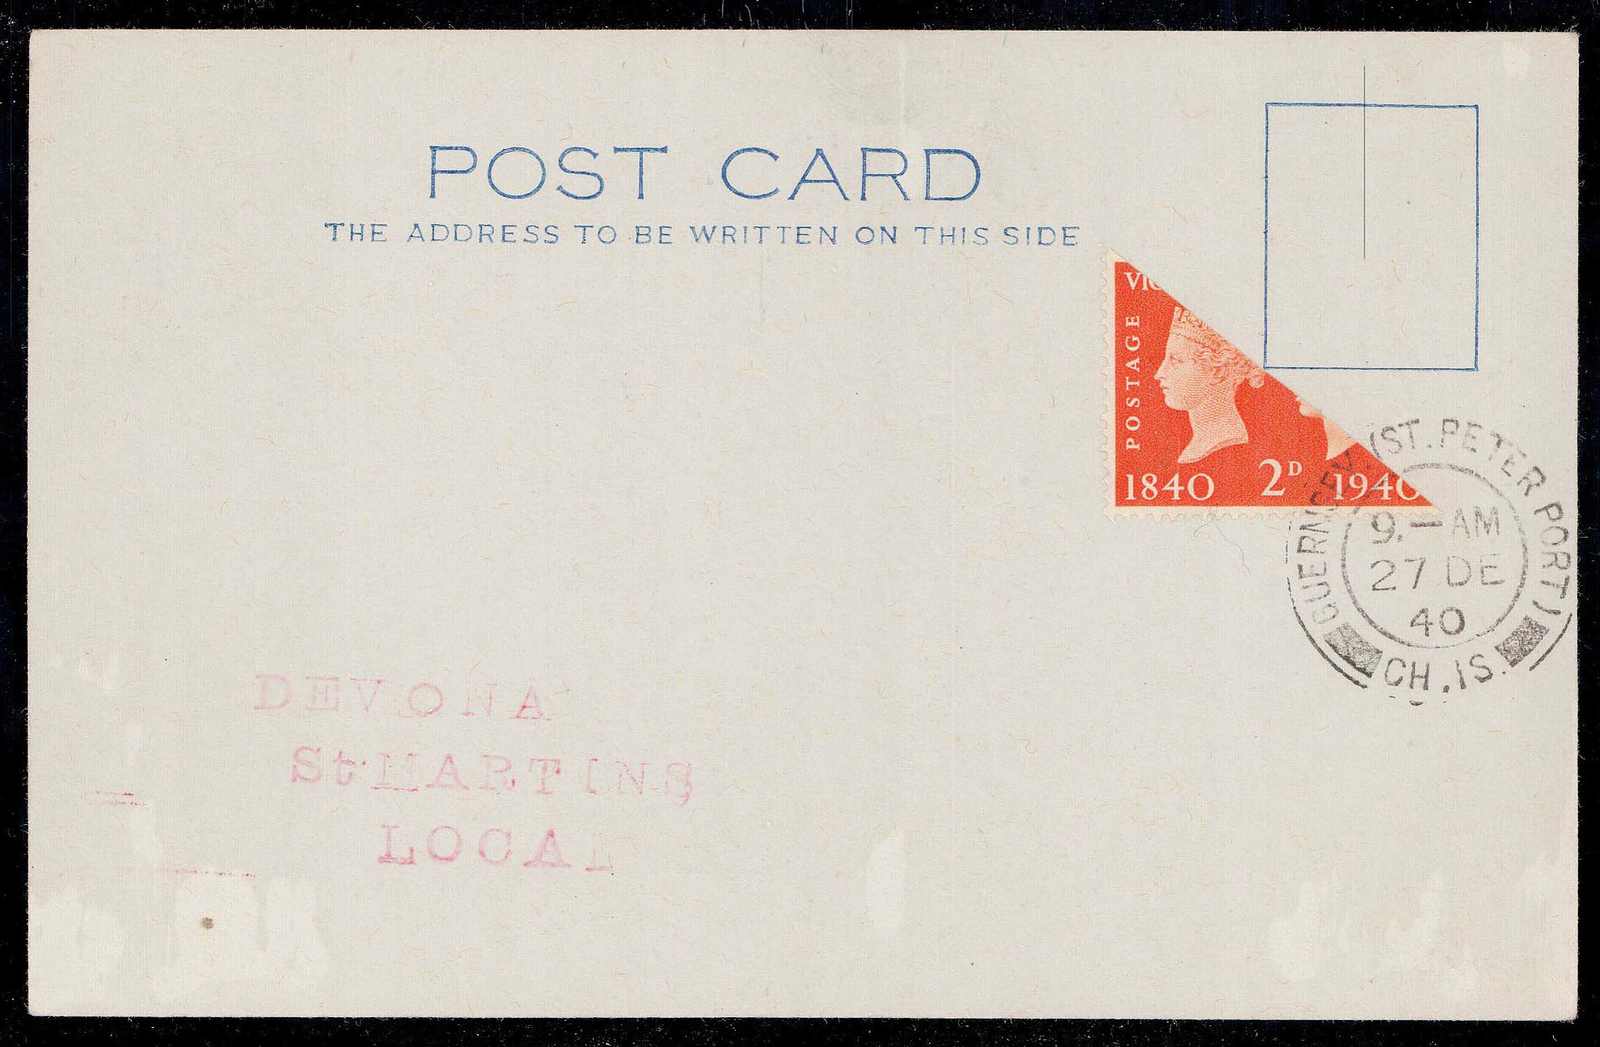 POST CARD
THE ADDRESS TO BE WRITTEN ON THIS SIDE
POSTAGE
1840 2D 1940
GUERNSEY. (ST. PETER PORT)
9.— AM
27 DE
40
CH. IS.
DEVONA
St. MARTINS
LOCAL